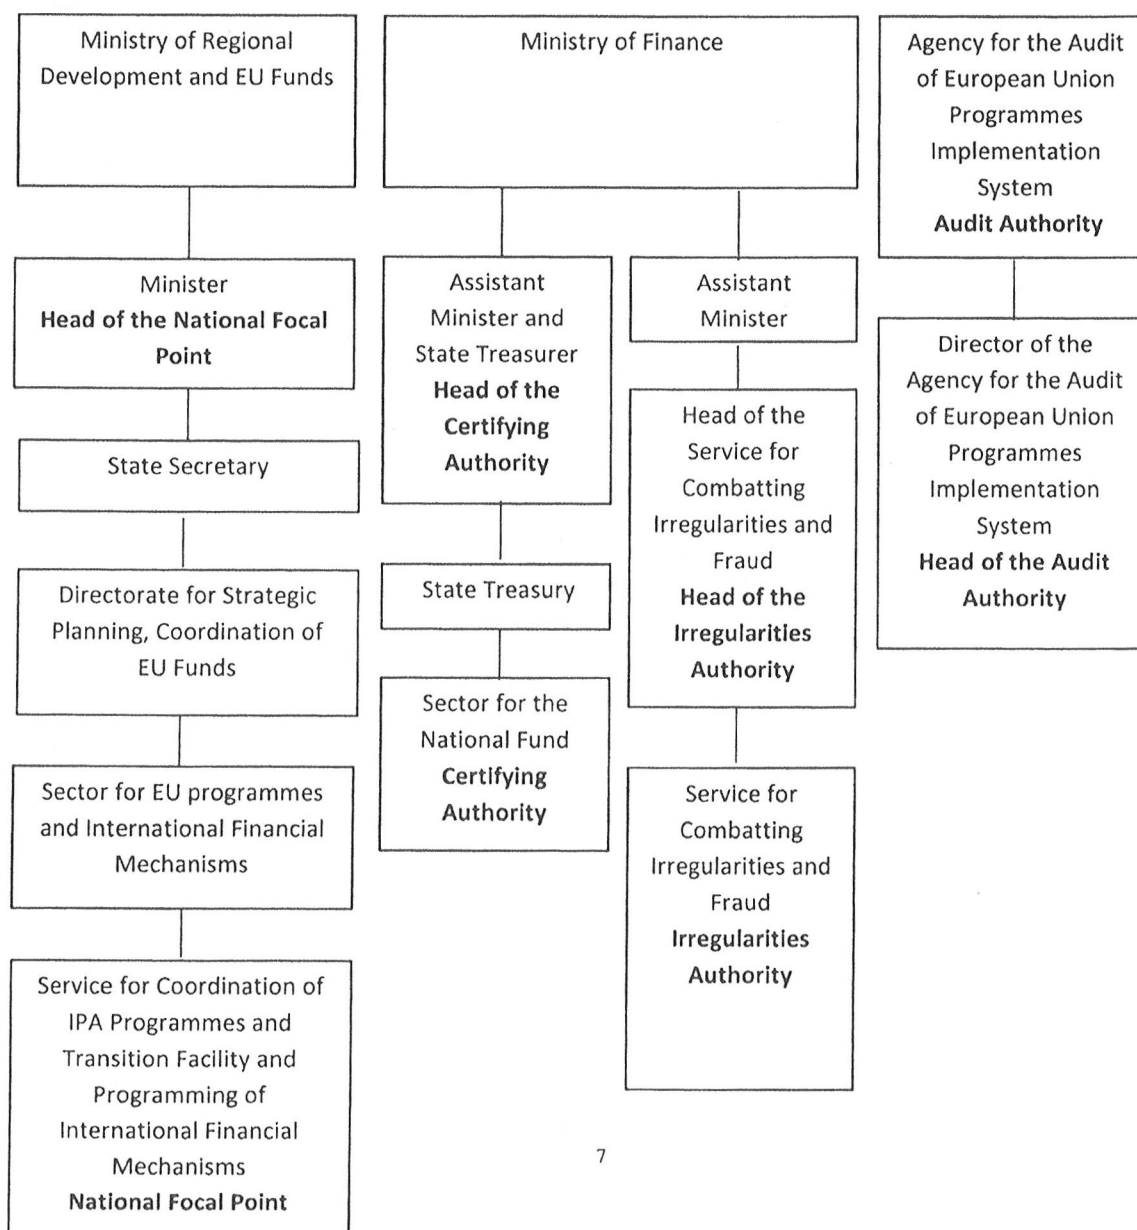 Ministry of Regional
Development and EU Funds
Minister
Head of the National Focal
Point
State Secretary
Directorate for Strategic
Planning, Coordination of
EU Funds
Sector for EU programmes
and International Financial
Mechanisms
Service for Coordination of
IPA Programmes and
Transition Facility and
Programming of
International Financial
Mechanisms
National Focal Point
Ministry of Finance
Assistant
Minister and
State Treasurer
Head of the
Certifying
Authority
State Treasury
Sector for the
National Fund
Certifying
Authority
Assistant
Minister
Head of the
Service for
Combatting
Irregularities and
Fraud
Head of the
Irregularities
Authority
Service for
Combatting
Irregularities and
Fraud
Irregularities
Authority
Agency for the Audit
of European Union
Programmes
Implementation
System
Audit Authority
Director of the
Agency for the Audit
of European Union
Programmes
Implementation
System
Head of the Audit
Authority
7